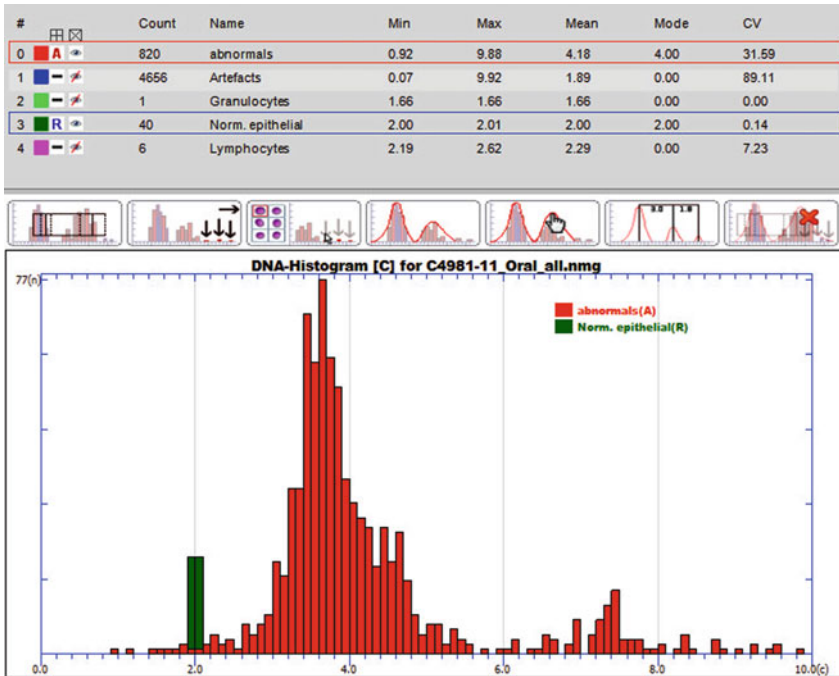 # Count Name Min Max Mean Mode CV
0 A 820 abnormals 0.92 9.88 4.18 4.00 31.59
1 4656 Artefacts 0.07 9.92 1.89 0.00 89.11
2 1 Granulocytes 1.66 1.66 1.66 0.00 0.00
3 R 40 Norm. epithelial 2.00 2.01 2.00 2.00 0.14
4 6 Lymphocytes 2.19 2.62 2.29 0.00 7.23
3.0 1.8
DNA-Histogram [C] for C4981-11_Oral_all.nmg
77(n)
abnormals(A)
Norm. epithelial(R)
0.0 2.0 4.0 6.0 8.0 10.0(c)